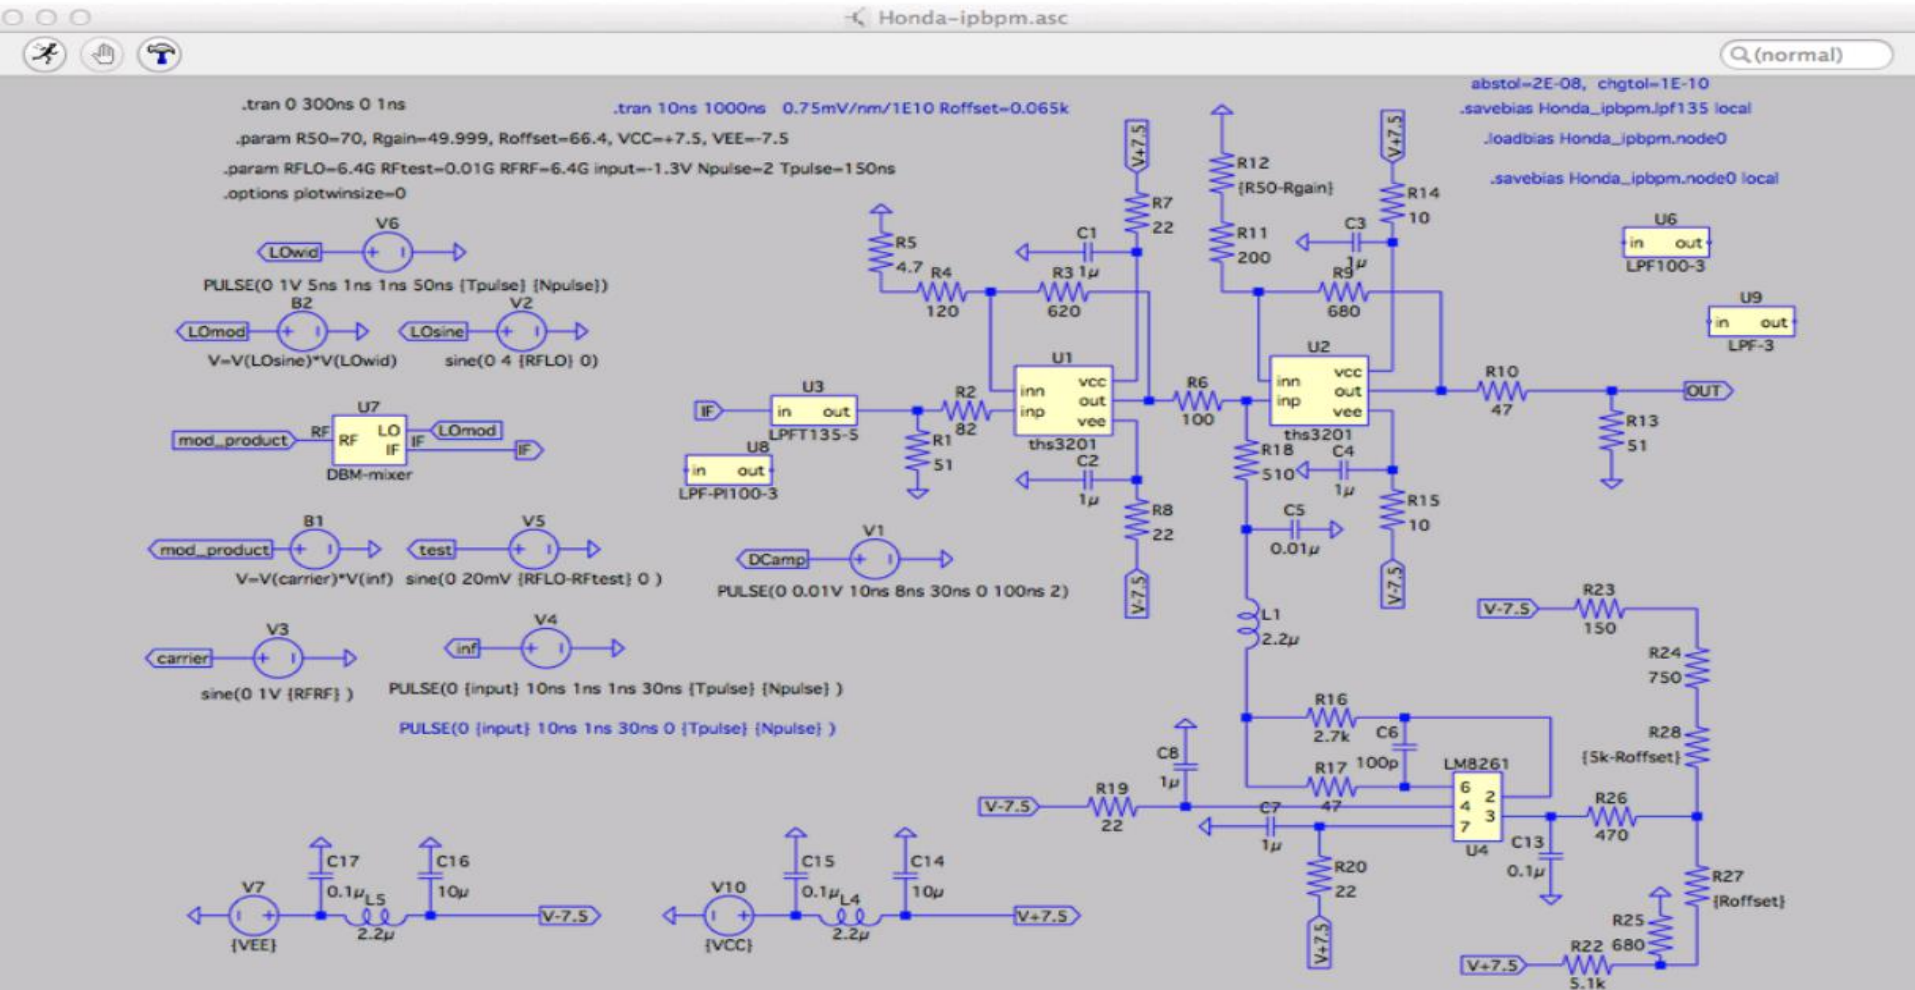 Honda-ipbpm.asc
(normal)
abstol=2E-08, chgtol=1E-10
.tran 0 300ns 0 1ns
.tran 10ns 1000ns 0.75mV/nm/1E10 Roffset=0.065k
.savebias Honda_ipbpm.lpf135 local
.param R50=70, Rgain=49.999, Roffset=66.4, VCC=+7.5, VEE=-7.5
.loadbias Honda_ipbpm.node0
.param RFLO=6.4G RFtest=0.01G RFRF=6.4G input=-1.3V Npulse=2 Tpulse=150ns
.savebias Honda_ipbpm.node0 local
.options plotwinsize=0
V6
LOwid
+
PULSE(0 1V 5ns 1ns 1ns 50ns {Tpulse} {Npulse})
B2
LOmod
+
V=V(LOsine)*V(LOwid)
V2
LOsine
+
sine(0 4 {RFLO} 0)
U7
mod_product
RF
RF
LO
IF
LOmod
IF
IF
DBM-mixer
B1
mod_product
+
V=V(carrier)*V(inf)
V5
test
+
sine(0 20mV {RFLO-RFtest} 0 )
V3
carrier
+
sine(0 1V {RFRF} )
V4
inf
+
PULSE(0 {input} 10ns 1ns 1ns 30ns {Tpulse} {Npulse} )
PULSE(0 {input} 10ns 1ns 30ns 0 {Tpulse} {Npulse} )
V1
DCamp
+
PULSE(0 0.01V 10ns 8ns 30ns 0 100ns 2)
IF
U3
in out
LPFT135-5
U8
in out
LPF-PI100-3
R1
51
R2
82
R5
4.7
R4
120
R3
620
C1
1µ
V+7.5
R7
22
U1
inn
inp
vcc
out
vee
ths3201
C2
1µ
R8
22
V-7.5
R6
100
R12
{R50-Rgain}
R11
200
C3
1µ
R9
680
V+7.5
R14
10
U2
inn
inp
vcc
out
vee
ths3201
R18
510
C4
1µ
R15
10
V-7.5
C5
0.01µ
L1
2.2µ
R10
47
OUT
R13
51
U6
in out
LPF100-3
U9
in out
LPF-3
V-7.5
R23
150
R24
750
R28
{5k-Roffset}
R16
2.7k
C6
100p
R17
47
LM8261
6
4
7
2
3
U4
C8
1µ
V-7.5
R19
22
C7
1µ
R20
22
V+7.5
R26
470
C13
0.1µ
R27
{Roffset}
R25
680
V+7.5
R22
5.1k
V7
+
{VEE}
C17
0.1µ
L5
2.2µ
C16
10µ
V-7.5
V10
+
{VCC}
C15
0.1µ
L4
2.2µ
C14
10µ
V+7.5